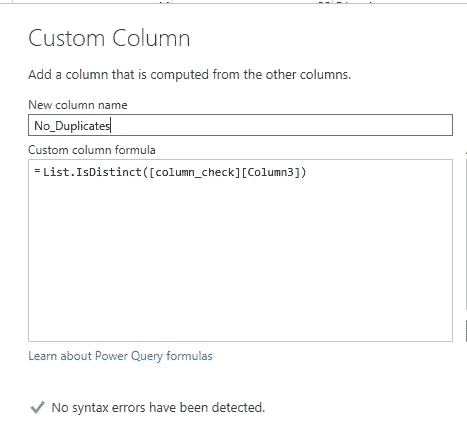 Custom Column
Add a column that is computed from the other columns.
New column name
No_Duplicates
Custom column formula
= List.IsDistinct([column_check][Column3])
Learn about Power Query formulas
No syntax errors have been detected.